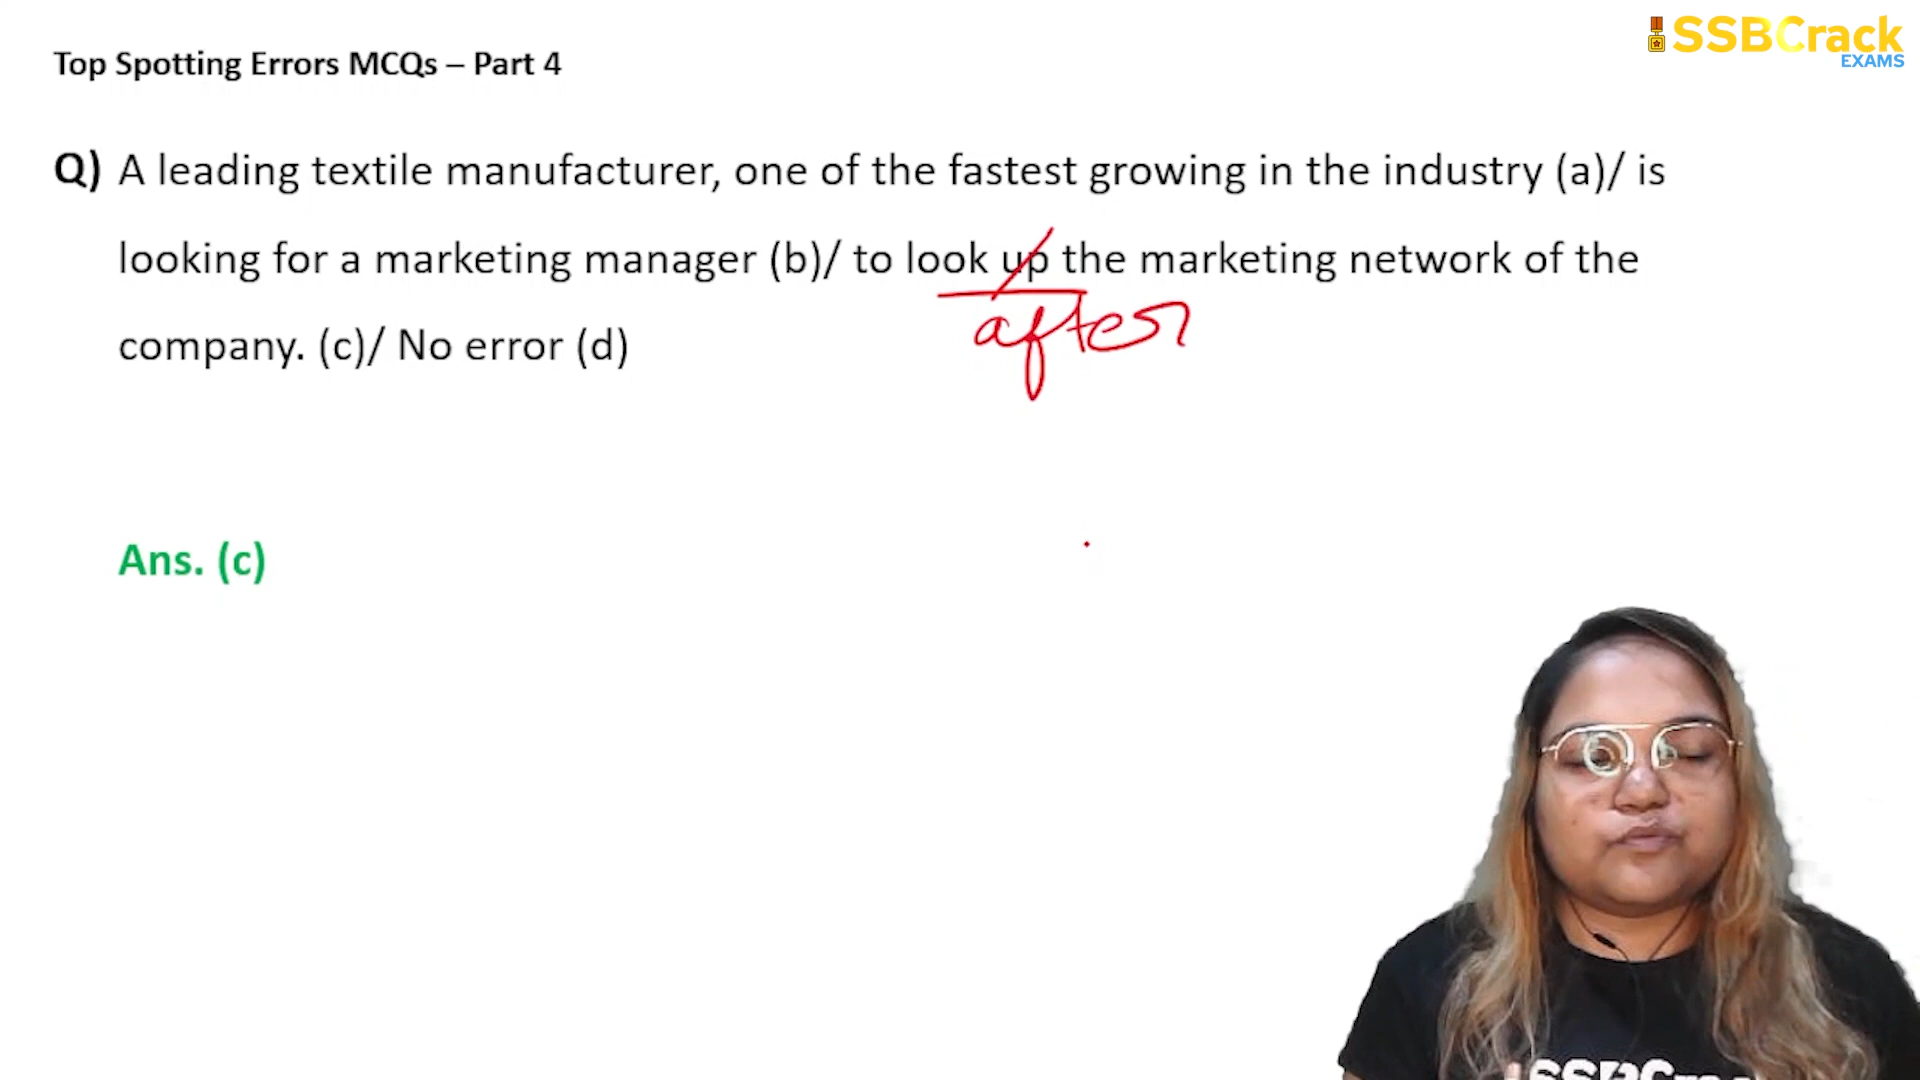 SSBCrack
EXAMS
Top Spotting Errors MCQs – Part 4
Q) A leading textile manufacturer, one of the fastest growing in the industry (a)/ is
looking for a marketing manager (b)/ to look up the marketing network of the
after
company. (c)/ No error (d)
Ans. (c)